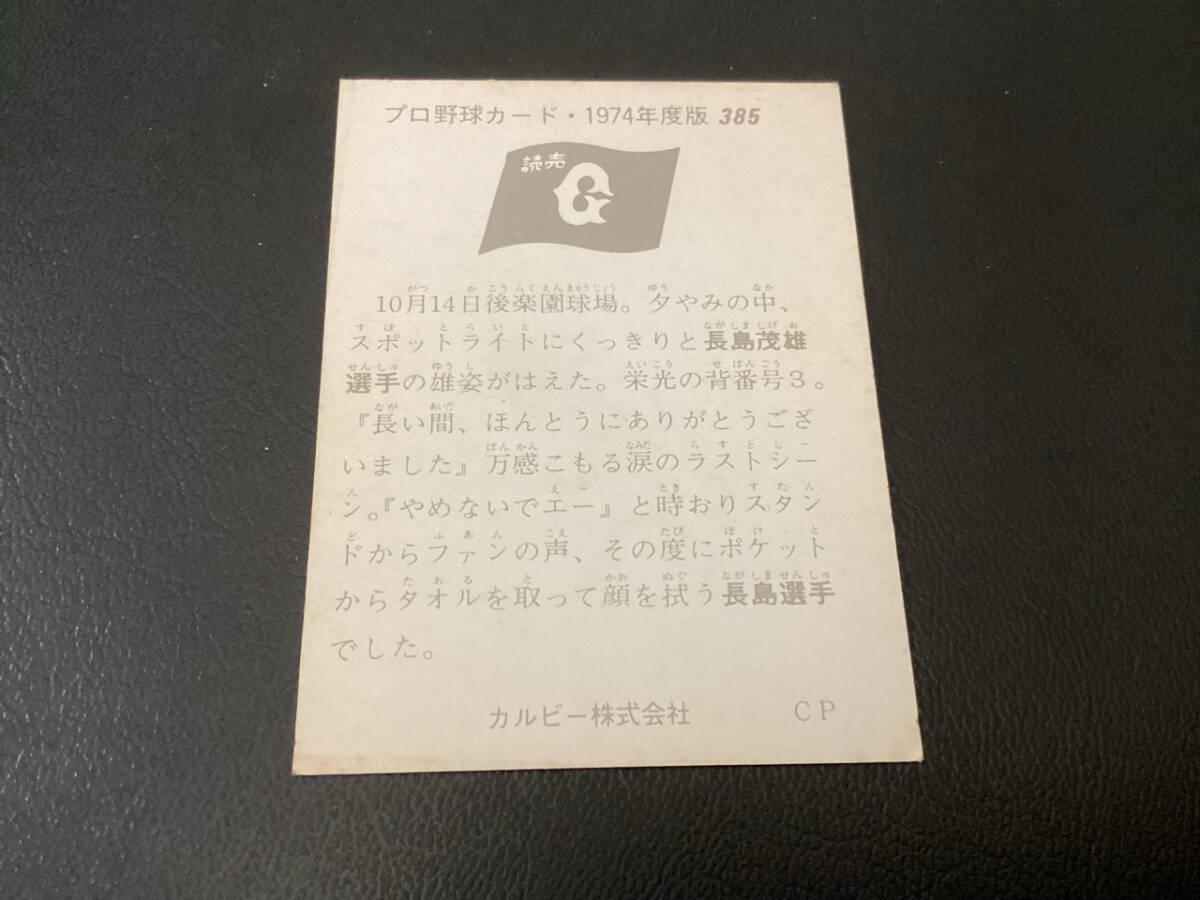 プロ野球カード・1974年度版 385
読売
G
10月14日後楽園球場。夕やみの中、
スポットライトにくっきりと長島茂雄
選手の雄姿がはえた。栄光の背番号3。
『長い間、ほんとうにありがとうござ
いました』万感こもる涙のラストシー
ン。『やめないでエー』と時おりスタン
ドからファンの声、その度にポケット
からタオルを取って顔を拭う長島選手
でした。
カルビー株式会社 CP